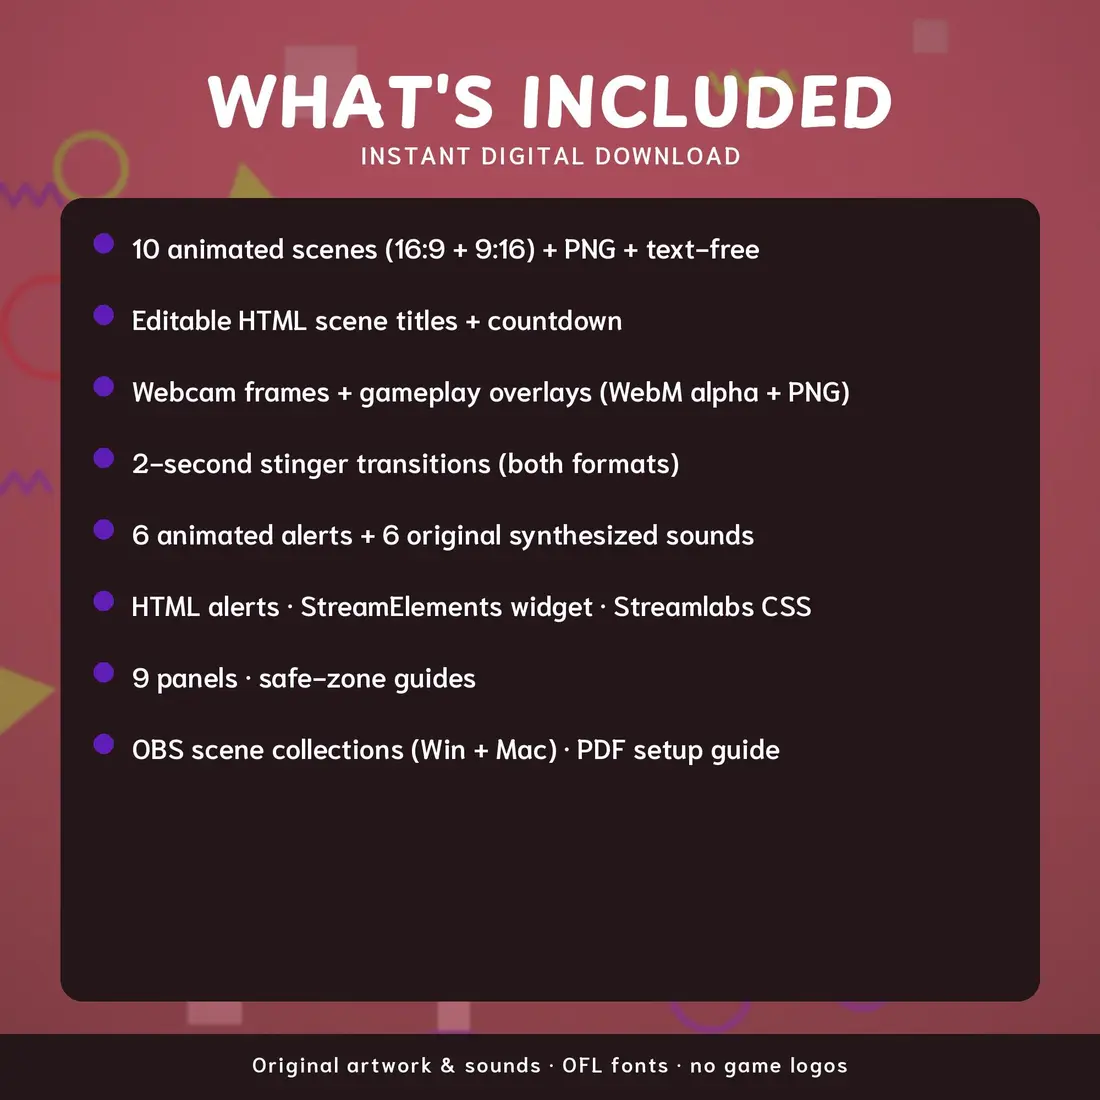 WHAT'S INCLUDED
INSTANT DIGITAL DOWNLOAD
10 animated scenes (16:9 + 9:16) + PNG + text-free
Editable HTML scene titles + countdown
Webcam frames + gameplay overlays (WebM alpha + PNG)
2-second stinger transitions (both formats)
6 animated alerts + 6 original synthesized sounds
HTML alerts · StreamElements widget · Streamlabs CSS
9 panels · safe-zone guides
OBS scene collections (Win + Mac) · PDF setup guide
Original artwork & sounds · OFL fonts · no game logos